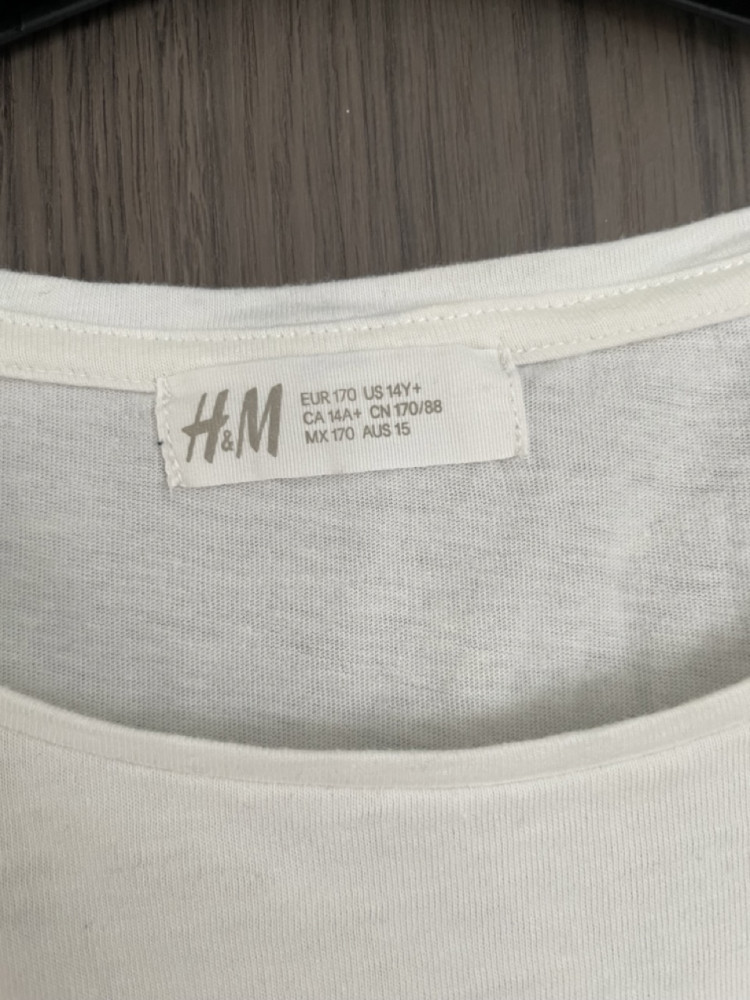 H&M
EUR 170 US 14Y+
CA 14A+ CN 170/88
MX 170 AUS 15